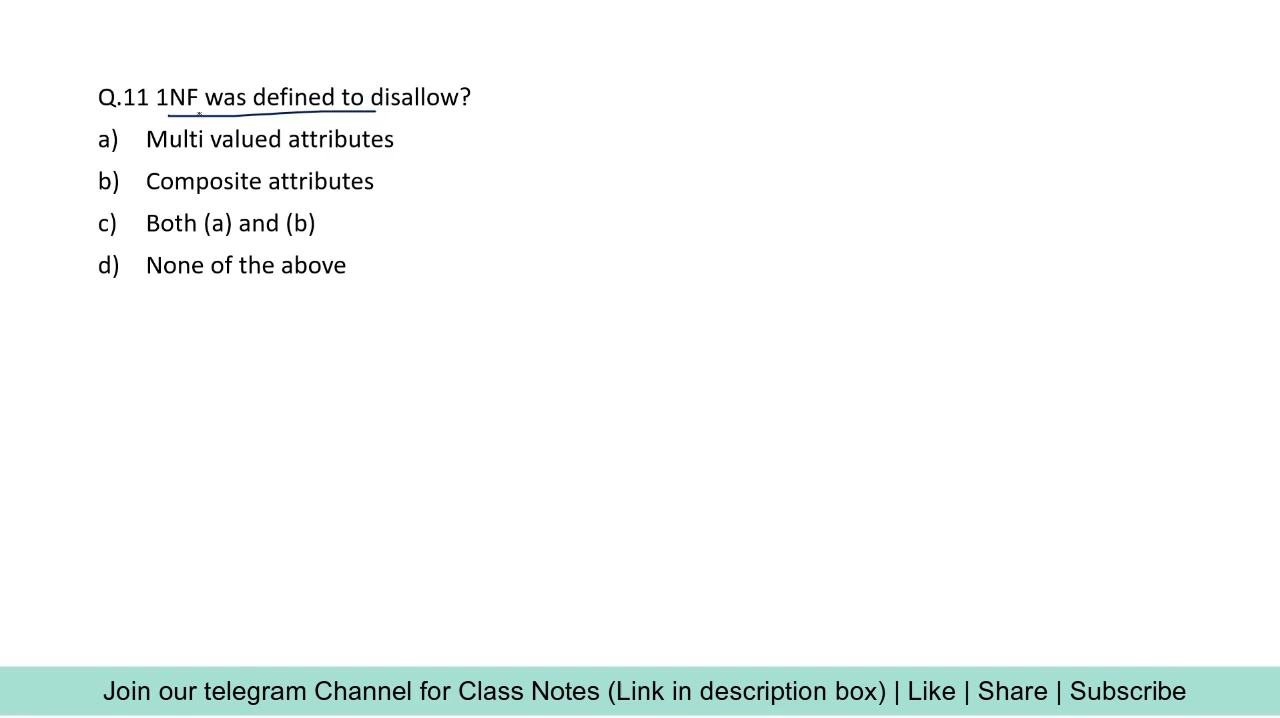 Q.11 1NF was defined to disallow?
a) Multi valued attributes
b) Composite attributes
c) Both (a) and (b)
d) None of the above
Join our telegram Channel for Class Notes (Link in description box) | Like | Share | Subscribe